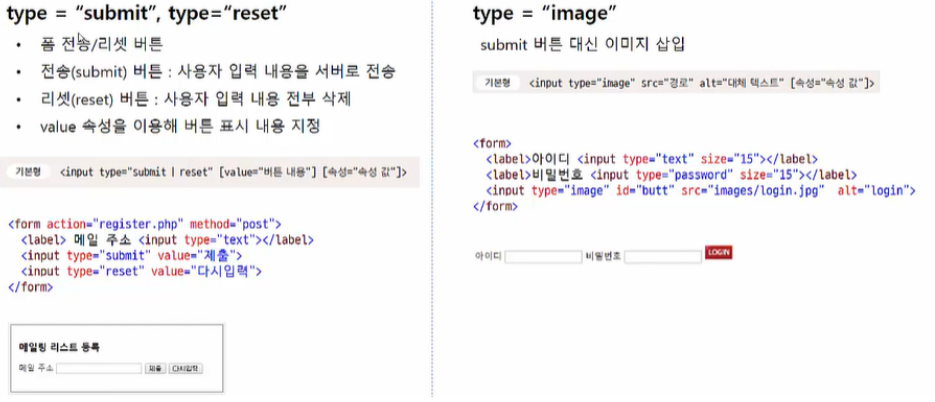 type = “submit”, type=“reset”
• 폼 전송/리셋 버튼
• 전송(submit) 버튼 : 사용자 입력 내용을 서버로 전송
• 리셋(reset) 버튼 : 사용자 입력 내용 전부 삭제
• value 속성을 이용해 버튼 표시 내용 지정
기본형 <input type="submit | reset" [value="버튼 내용"] [속성="속성 값"]>
<form action="register.php" method="post">
<label> 메일 주소 <input type="text"></label>
<input type="submit" value="제출">
<input type="reset" value="다시입력">
</form>
메일링 리스트 등록
메일 주소 제출 다시입력
type = “image”
submit 버튼 대신 이미지 삽입
기본형 <input type="image" src="경로" alt="대체 텍스트" [속성="속성 값"]>
<form>
<label>아이디 <input type="text" size="15"></label>
<label>비밀번호 <input type="password" size="15"></label>
<input type="image" id="butt" src="images/login.jpg" alt="login">
</form>
아이디 비밀번호 LOGIN